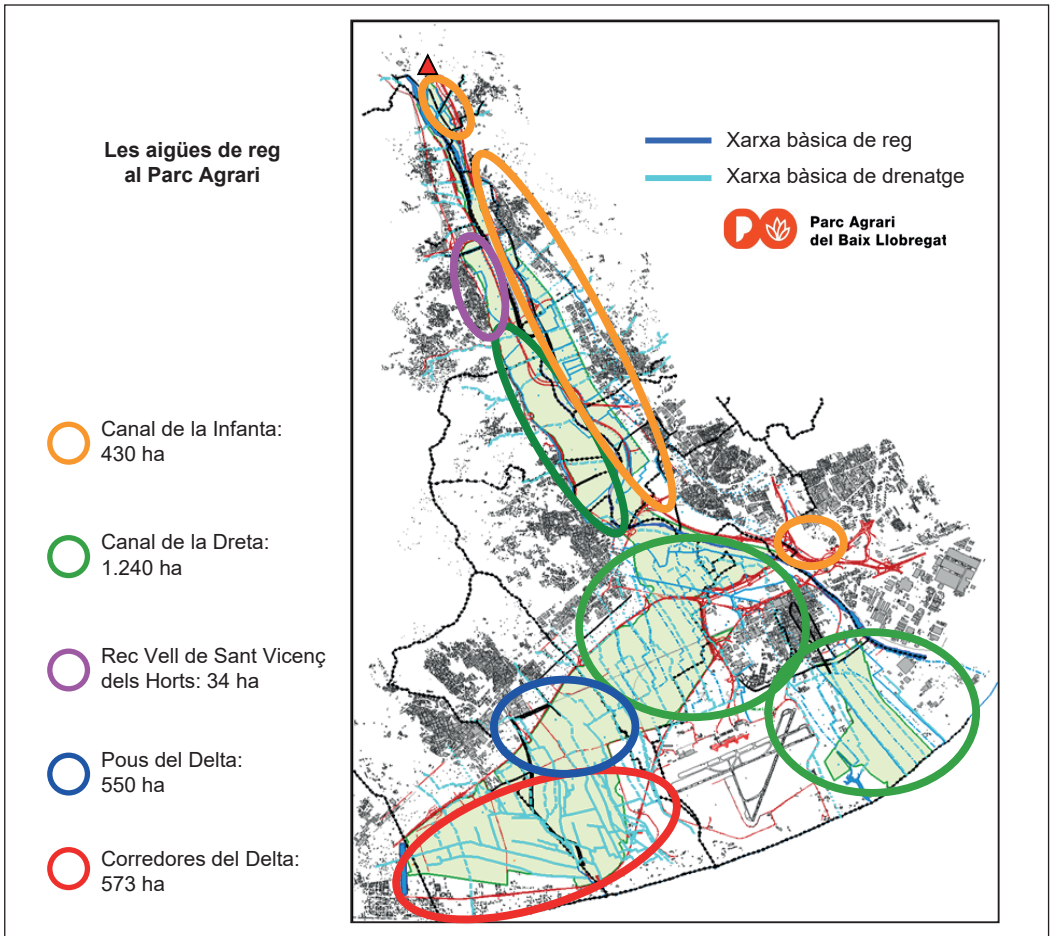 Les aigües de reg
al Parc Agrari
Xarxa bàsica de reg
Xarxa bàsica de drenatge
Parc Agrari
del Baix Llobregat
Canal de la Infanta:
430 ha
Canal de la Dreta:
1.240 ha
Rec Vell de Sant Vicenç
dels Horts: 34 ha
Pous del Delta:
550 ha
Corredores del Delta:
573 ha